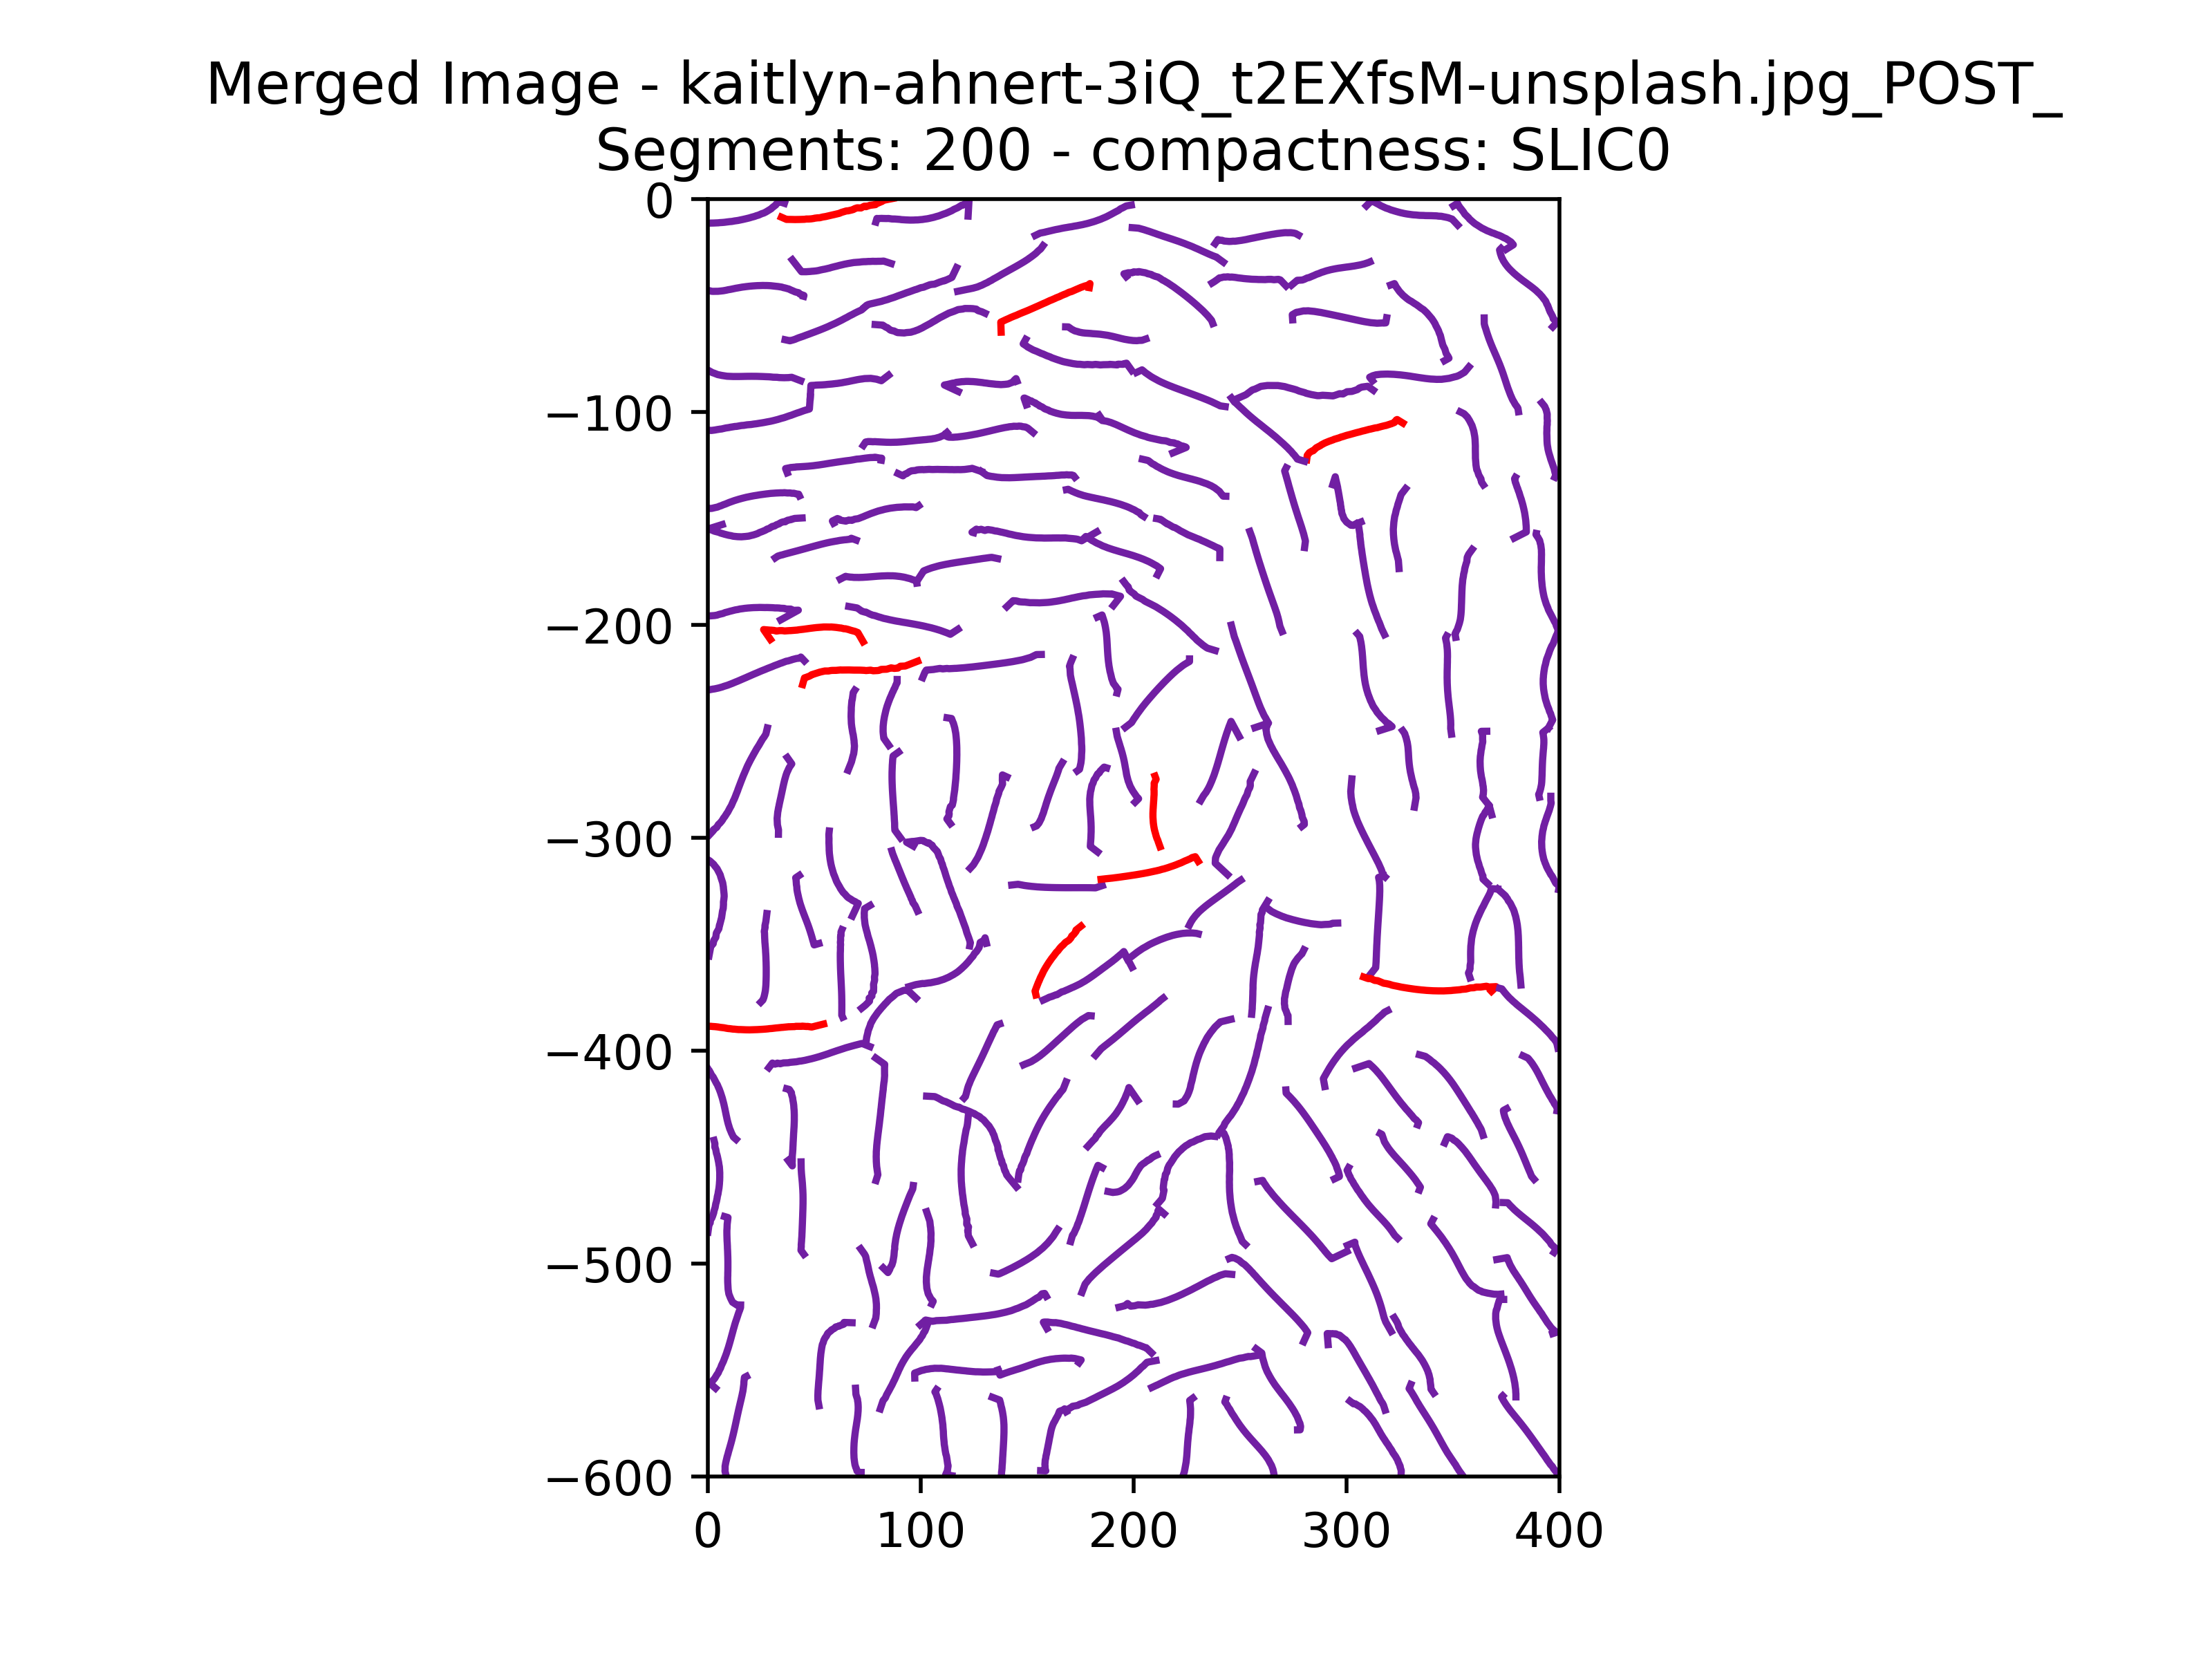 Merged Image - kaitlyn-ahnert-3iQ_t2EXfsM-unsplash.jpg_POST_
Segments: 200 - compactness: SLIC0
0
−100
−200
−300
−400
−500
−600
0 100 200 300 400